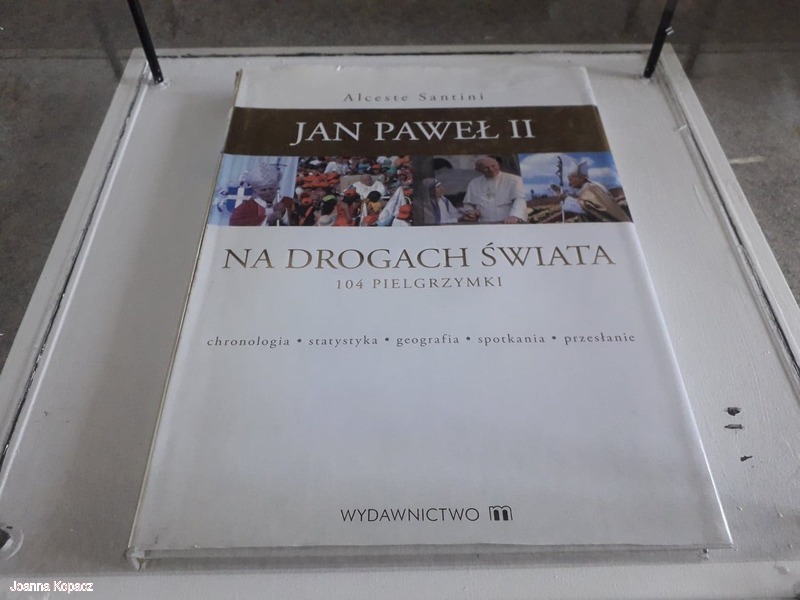 Alceste Santini
JAN PAWEŁ II
NA DROGACH ŚWIATA
104 PIELGRZYMKI
chronologia • statystyka • geografia • spotkania • przesłanie
WYDAWNICTWO m
Joanna Kopacz